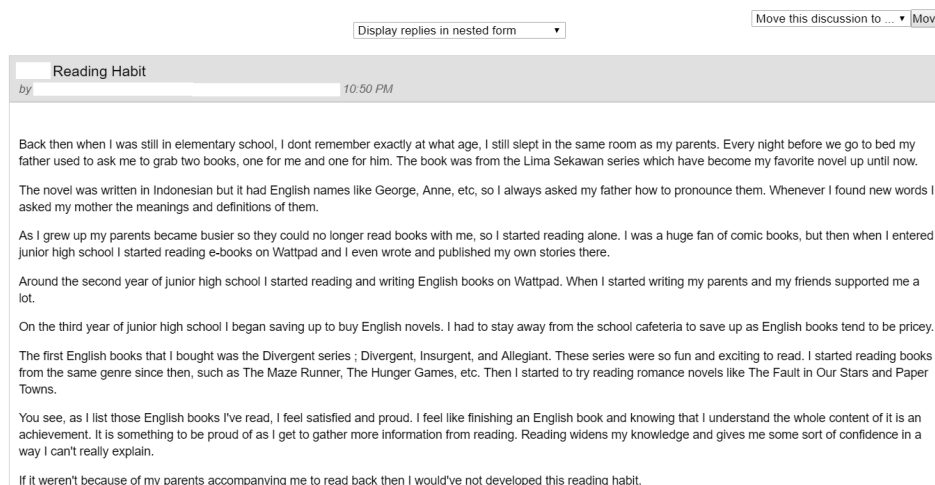 Move this discussion to ...
Display replies in nested form
Reading Habit
by 10:50 PM
Back then when I was still in elementary school, I dont remember exactly at what age, I still slept in the same room as my parents. Every night before we go to bed my
father used to ask me to grab two books, one for me and one for him. The book was from the Lima Sekawan series which have become my favorite novel up until now.
The novel was written in Indonesian but it had English names like George, Anne, etc, so I always asked my father how to pronounce them. Whenever I found new words I
asked my mother the meanings and definitions of them.
As I grew up my parents became busier so they could no longer read books with me, so I started reading alone. I was a huge fan of comic books, but then when I entered
junior high school I started reading e-books on Wattpad and I even wrote and published my own stories there.
Around the second year of junior high school I started reading and writing English books on Wattpad. When I started writing my parents and my friends supported me a
lot.
On the third year of junior high school I began saving up to buy English novels. I had to stay away from the school cafeteria to save up as English books tend to be pricey.
The first English books that I bought was the Divergent series ; Divergent, Insurgent, and Allegiant. These series were so fun and exciting to read. I started reading books
from the same genre since then, such as The Maze Runner, The Hunger Games, etc. Then I started to try reading romance novels like The Fault in Our Stars and Paper
Towns.
You see, as I list those English books I've read, I feel satisfied and proud. I feel like finishing an English book and knowing that I understand the whole content of it is an
achievement. It is something to be proud of as I get to gather more information from reading. Reading widens my knowledge and gives me some sort of confidence in a
way I can't really explain.
If it weren't because of my parents accompanying me to read back then I would've not developed this reading habit.